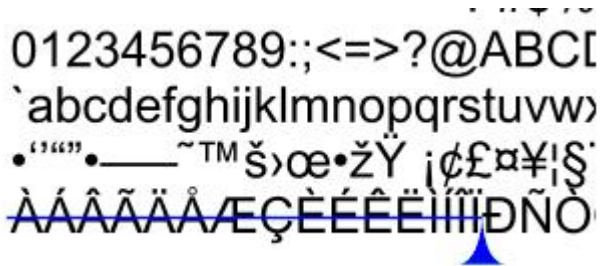 0123456789:;<=>?@ABC
`abcdefghijklmnopqrstuvw
•‘’“”•–—˜™š›œ•žŸ ¡¢£¤¥¦§
ÀÁÂÃÄÅÆÇÈÉÊËÌÍÎÏÐÑÒ